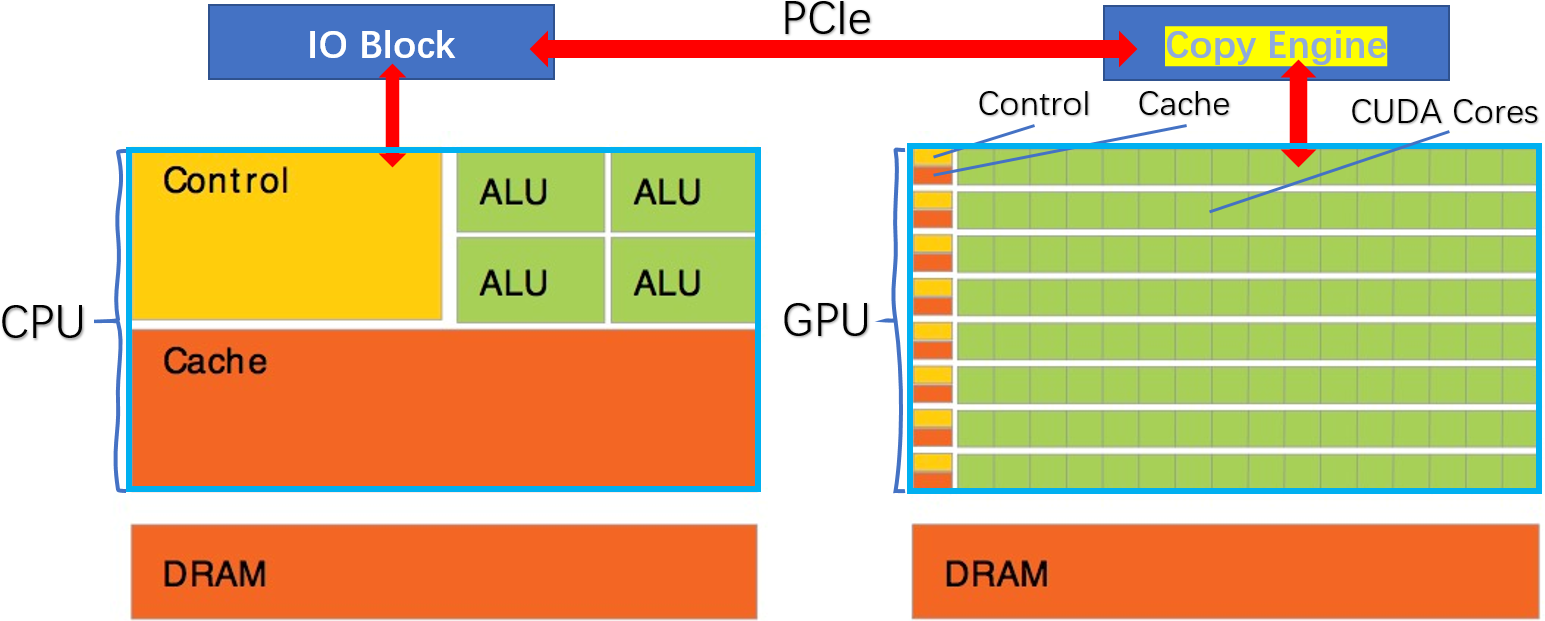 PCIe
IO Block
Copy Engine
Control
Cache
CUDA Cores
Control
ALU
ALU
ALU
ALU
CPU
GPU
Cache
DRAM
DRAM